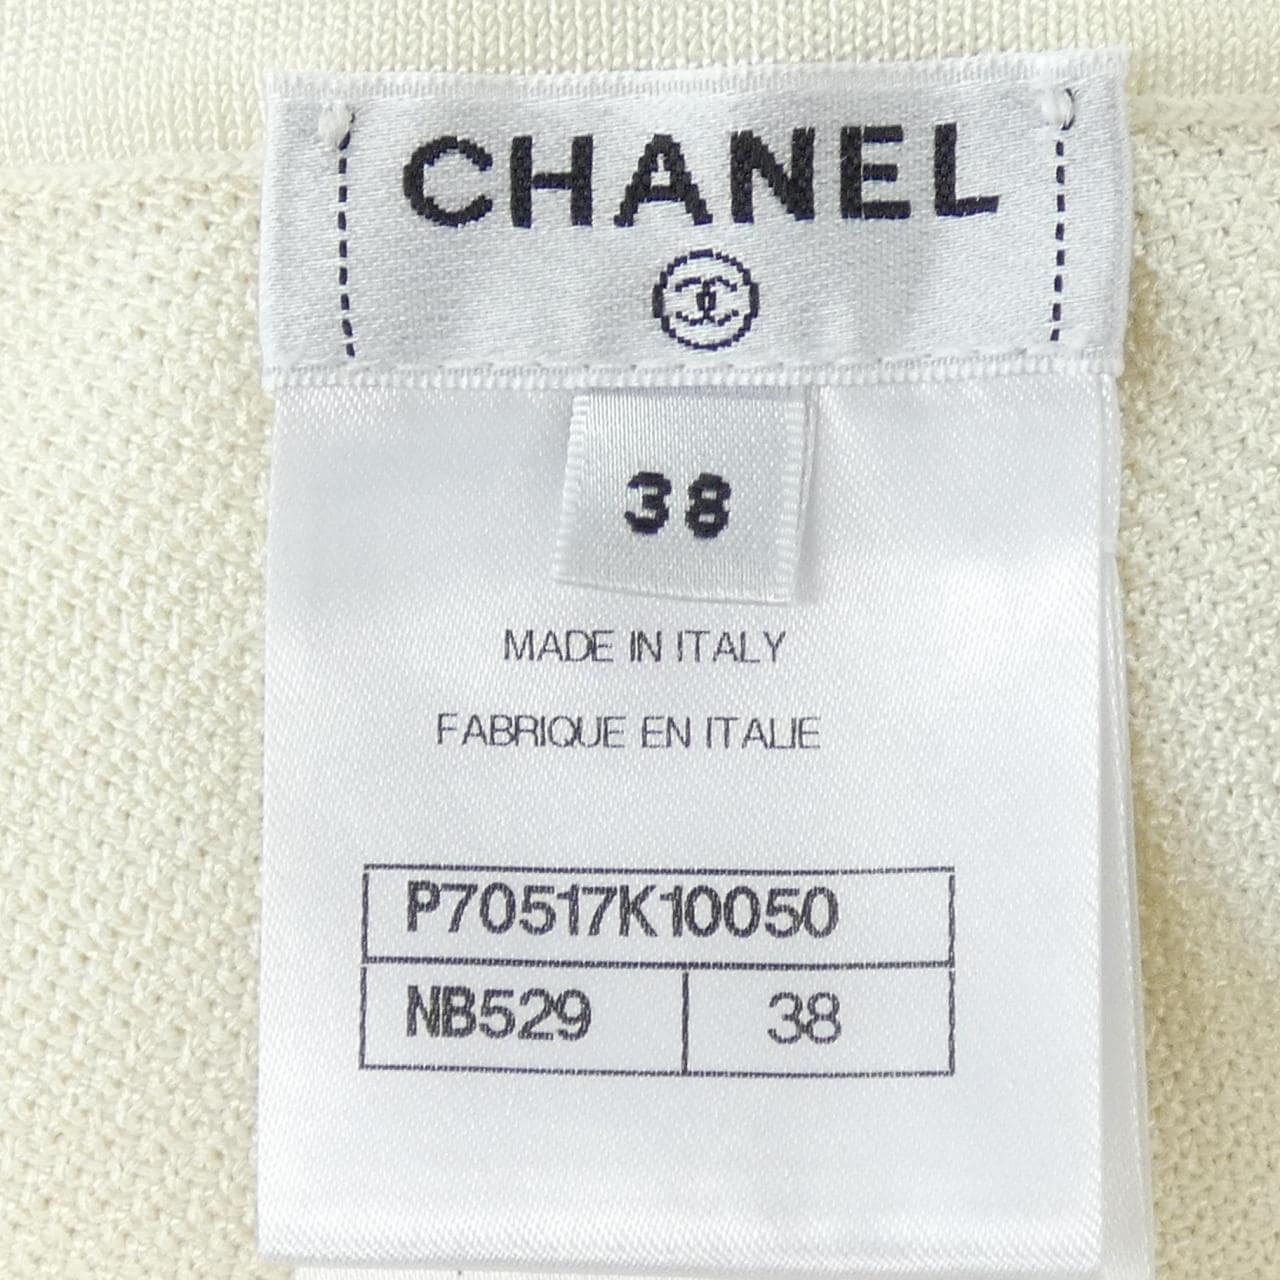 CHANEL
38
MADE IN ITALY
FABRIQUE EN ITALIE
P70517K10050
NB529 38